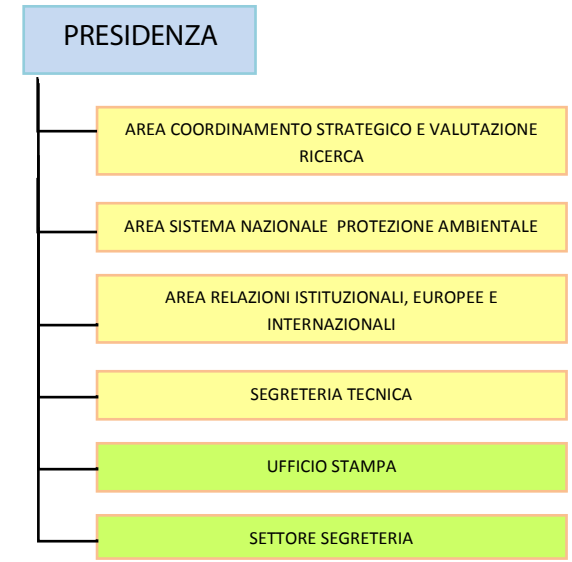 PRESIDENZA
AREA COORDINAMENTO STRATEGICO E VALUTAZIONE
RICERCA
AREA SISTEMA NAZIONALE PROTEZIONE AMBIENTALE
AREA RELAZIONI ISTITUZIONALI, EUROPEE E
INTERNAZIONALI
SEGRETERIA TECNICA
UFFICIO STAMPA
SETTORE SEGRETERIA